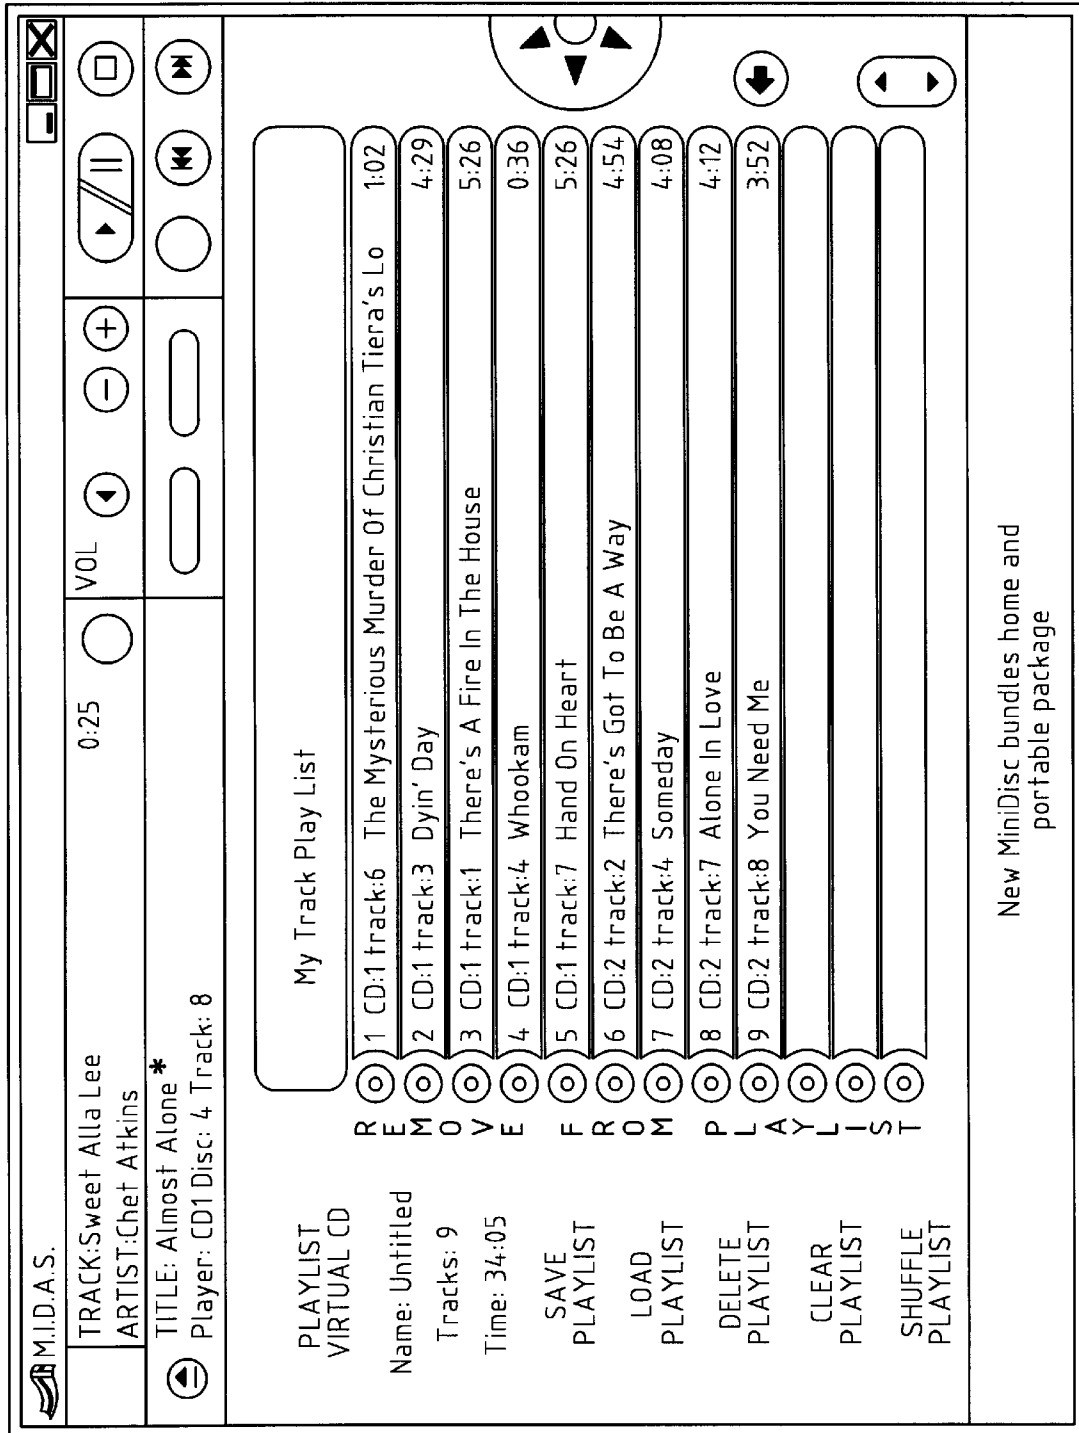 M.I.D.A.S.
TRACK:Sweet Alla Lee 0:25
ARTIST:Chet Atkins
VOL
TITLE: Almost Alone *
Player: CD1 Disc: 4 Track: 8
PLAYLIST
VIRTUAL CD
Name: Untitled
Tracks: 9
Time: 34:05
SAVE
PLAYLIST
LOAD
PLAYLIST
DELETE
PLAYLIST
CLEAR
PLAYLIST
SHUFFLE
PLAYLIST
REMOVE FROM PLAYLIST
My Track Play List
1 CD:1 track:6 The Mysterious Murder Of Christian Tiera's Lo 1:02
2 CD:1 track:3 Dyin' Day 4:29
3 CD:1 track:1 There's A Fire In The House 5:26
4 CD:1 track:4 Whookam 0:36
5 CD:1 track:7 Hand On Heart 5:26
6 CD:2 track:2 There's Got To Be A Way 4:54
7 CD:2 track:4 Someday 4:08
8 CD:2 track:7 Alone In Love 4:12
9 CD:2 track:8 You Need Me 3:52
New MiniDisc bundles home and
portable package